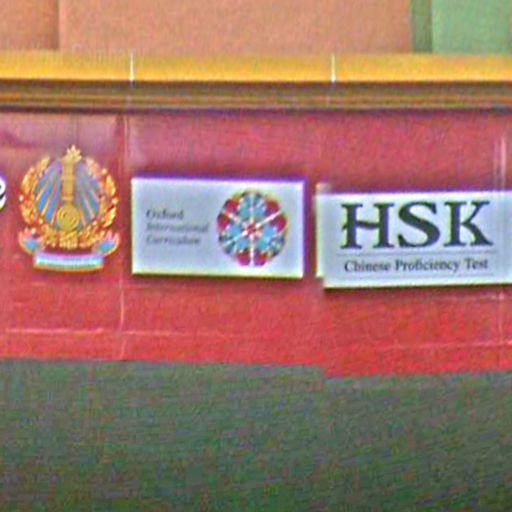 Oxford
International
Curriculum
HSK
Chinese Proficiency Test